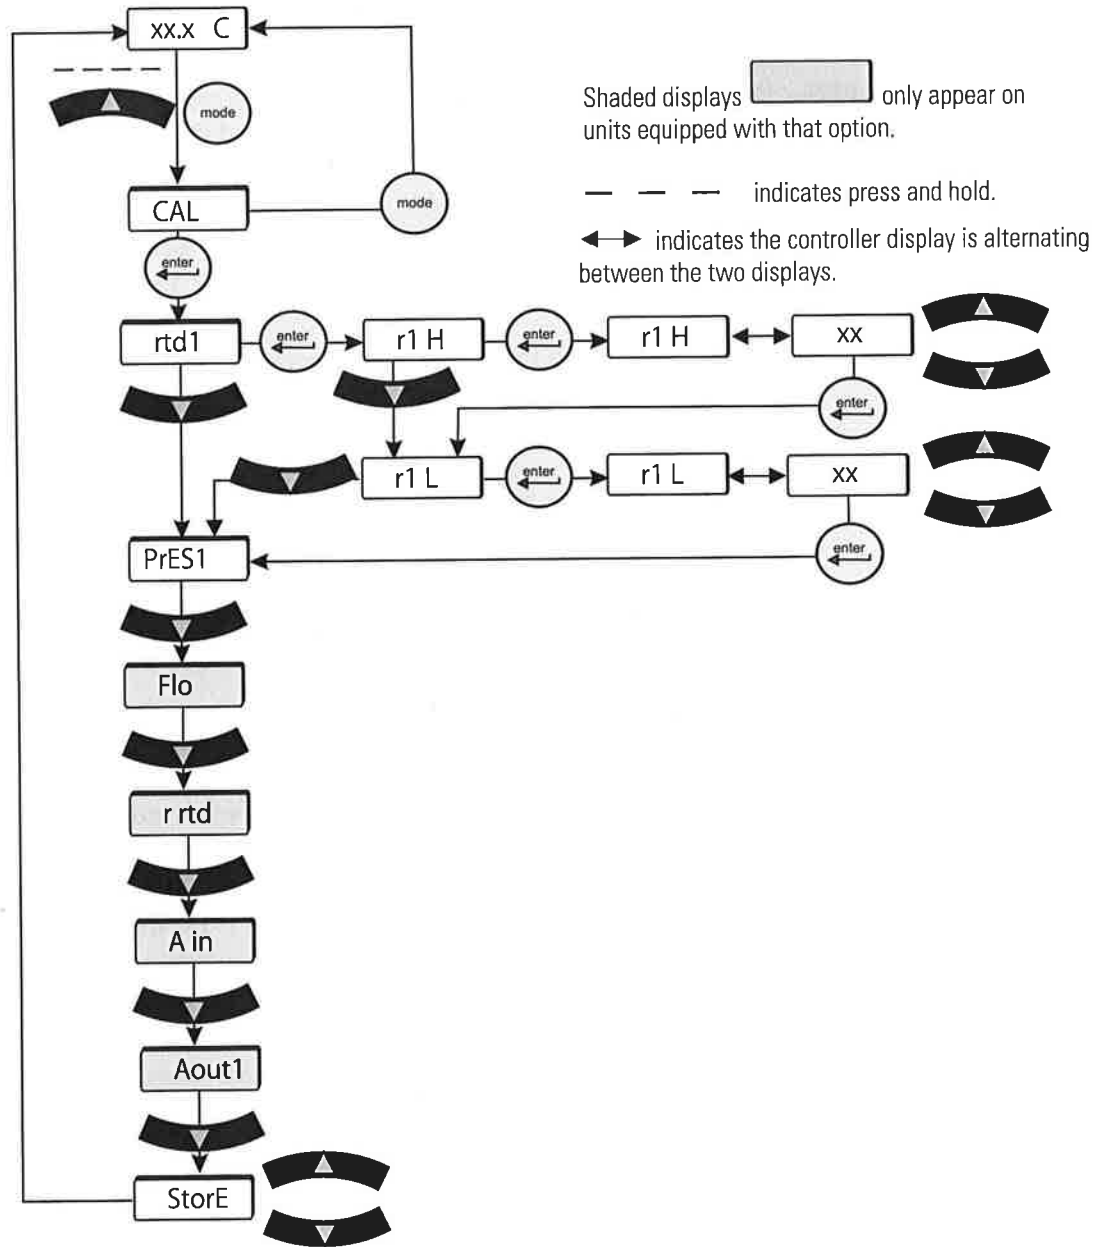 xx.x C
mode
Shaded displays only appear on
units equipped with that option.
indicates press and hold.
CAL
mode
indicates the controller display is alternating
between the two displays.
enter
rtd1
enter
r1 H
enter
r1 H
xx
enter
r1 L
enter
r1 L
xx
enter
PrES1
Flo
r rtd
A in
Aout1
StorE